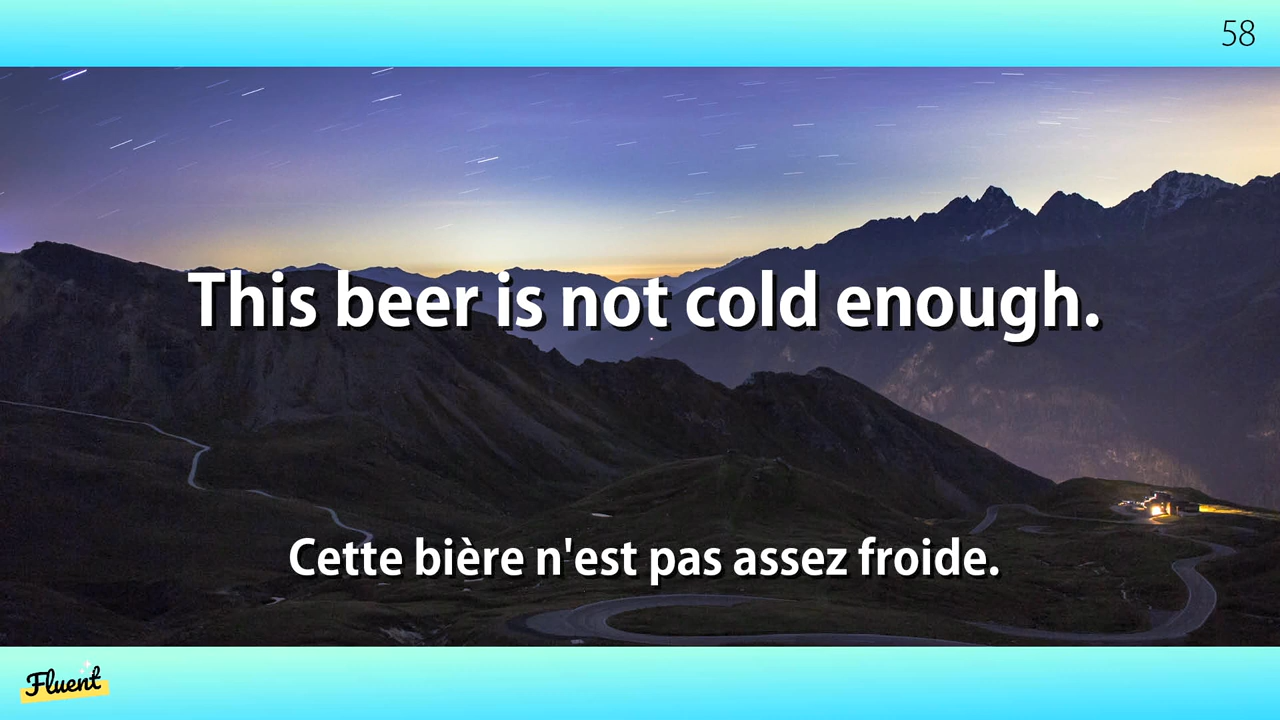 58
This beer is not cold enough.
Cette bière n'est pas assez froide.
Fluent